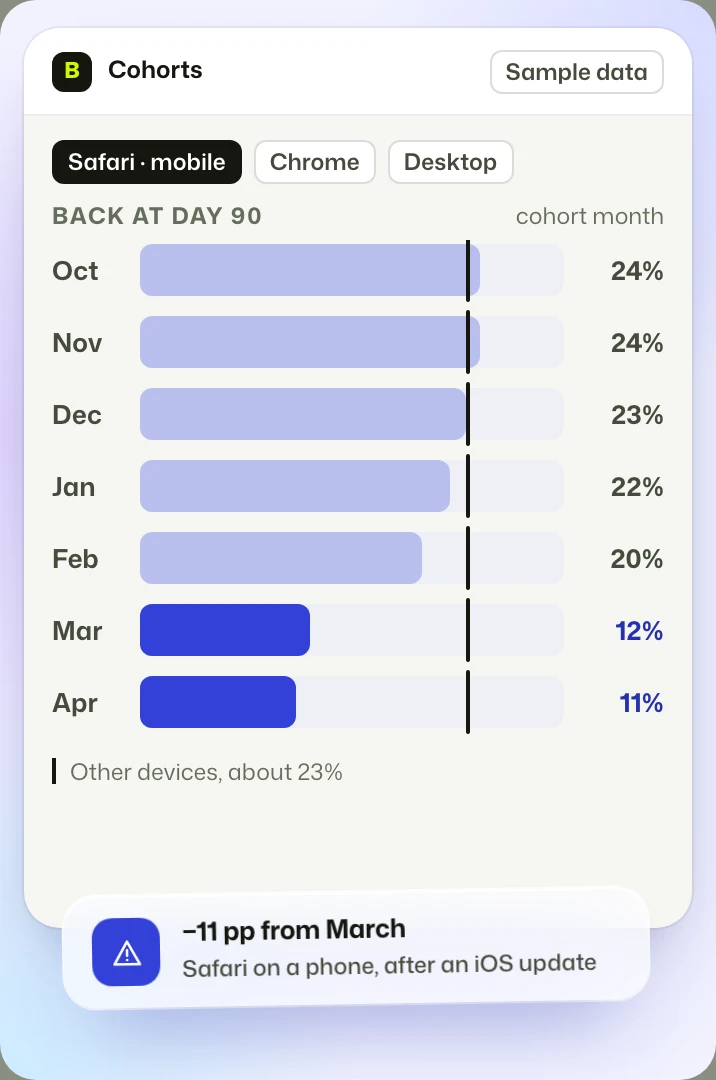 B Cohorts Sample data
Safari · mobile Chrome Desktop
BACK AT DAY 90 cohort month
Oct 24%
Nov 24%
Dec 23%
Jan 22%
Feb 20%
Mar 12%
Apr 11%
Other devices, about 23%
−11 pp from March
Safari on a phone, after an iOS update